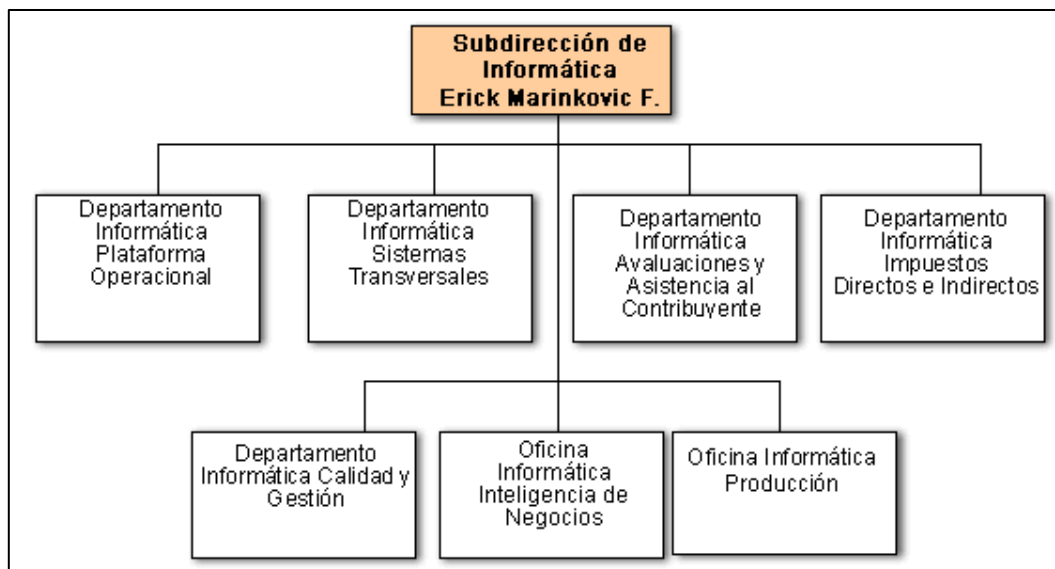 Subdirección de
Informática
Erick Marinkovic F.
Departamento
Informática
Plataforma
Operacional
Departamento
Informática
Sistemas
Transversales
Departamento
Informática
Avaluaciones y
Asistencia al
Contribuyente
Departamento
Informática
Impuestos
Directos e Indirectos
Departamento
Informática Calidad y
Gestión
Oficina
Informática
Inteligencia de
Negocios
Oficina Informática
Producción